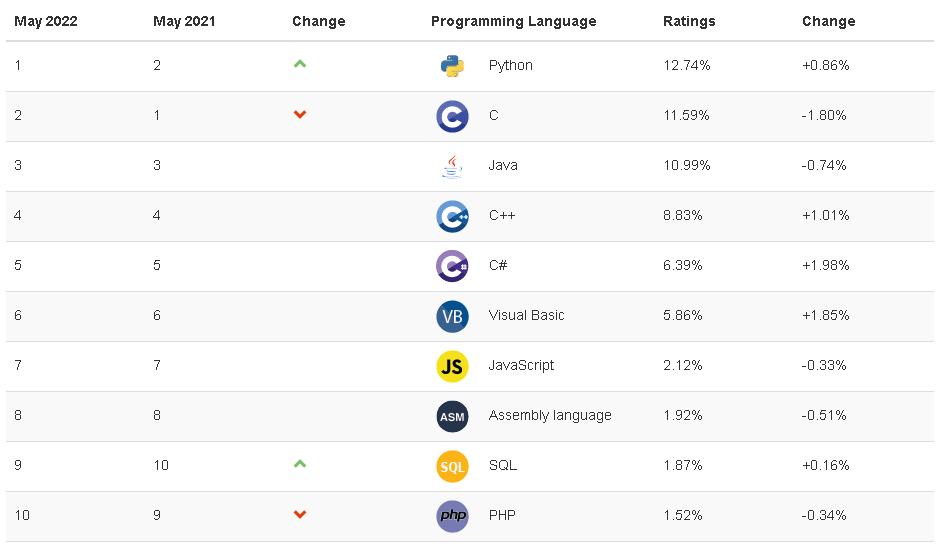 May 2022 May 2021 Change Programming Language Ratings Change
1 2 Python 12.74% +0.86%
2 1 C C 11.59% -1.80%
3 3 Java 10.99% -0.74%
4 4 C++ C++ 8.83% +1.01%
5 5 C# C# 6.39% +1.98%
6 6 VB Visual Basic 5.86% +1.85%
7 7 JS JavaScript 2.12% -0.33%
8 8 ASM Assembly language 1.92% -0.51%
9 10 SQL SQL 1.87% +0.16%
10 9 php PHP 1.52% -0.34%